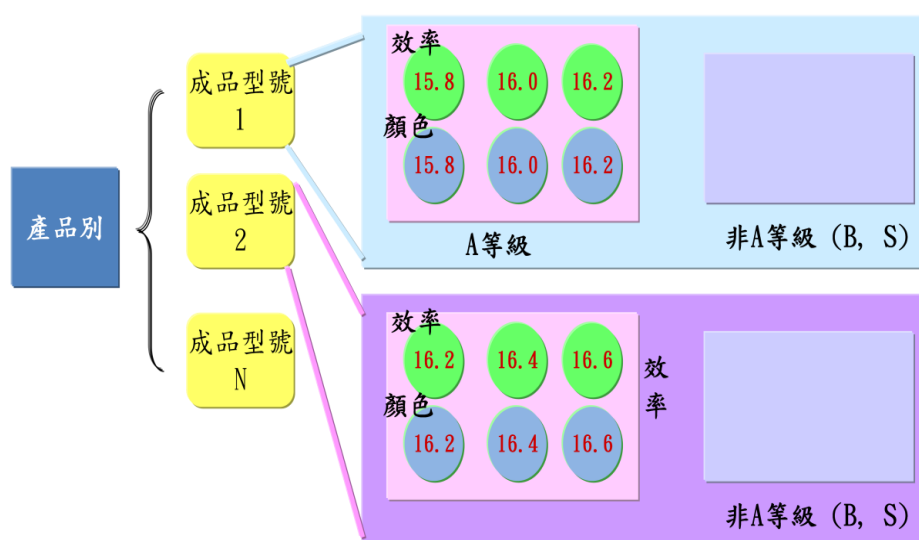 產品別
成品型號
1
成品型號
2
成品型號
N
效率
15.8
16.0
16.2
顏色
15.8
16.0
16.2
A等級
非A等級 (B, S)
效率
16.2
16.4
16.6
顏色
16.2
16.4
16.6
效
率
非A等級 (B, S)